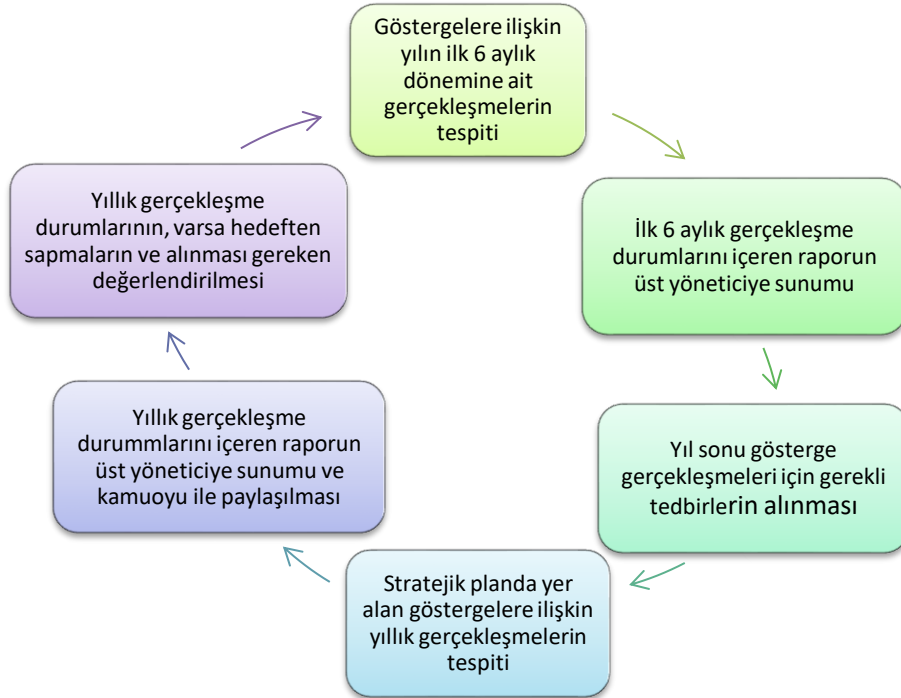 Göstergelere ilişkin
yılın ilk 6 aylık
dönemine ait
gerçekleşmelerin
tespiti
İlk 6 aylık gerçekleşme
durumlarını içeren raporun
üst yöneticiye sunumu
Yıl sonu gösterge
gerçekleşmeleri için gerekli
tedbirlerin alınması
Stratejik planda yer
alan göstergelere ilişkin
yıllık gerçekleşmelerin
tespiti
Yıllık gerçekleşme
durummlarını içeren raporun
üst yöneticiye sunumu ve
kamuoyu ile paylaşılması
Yıllık gerçekleşme
durumlarının, varsa hedeften
sapmaların ve alınması gereken
değerlendirilmesi